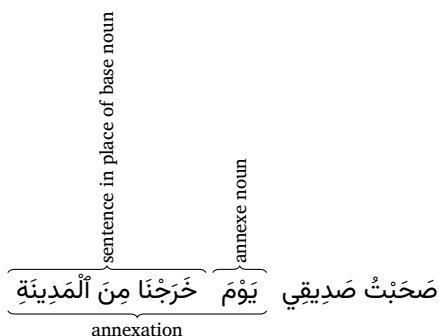 sentence in place of base noun
annexe noun
صَحَبْتُ صَدِيقِي يَوْمَ خَرَجْنَا مِنَ ٱلْمَدِينَةِ
annexation